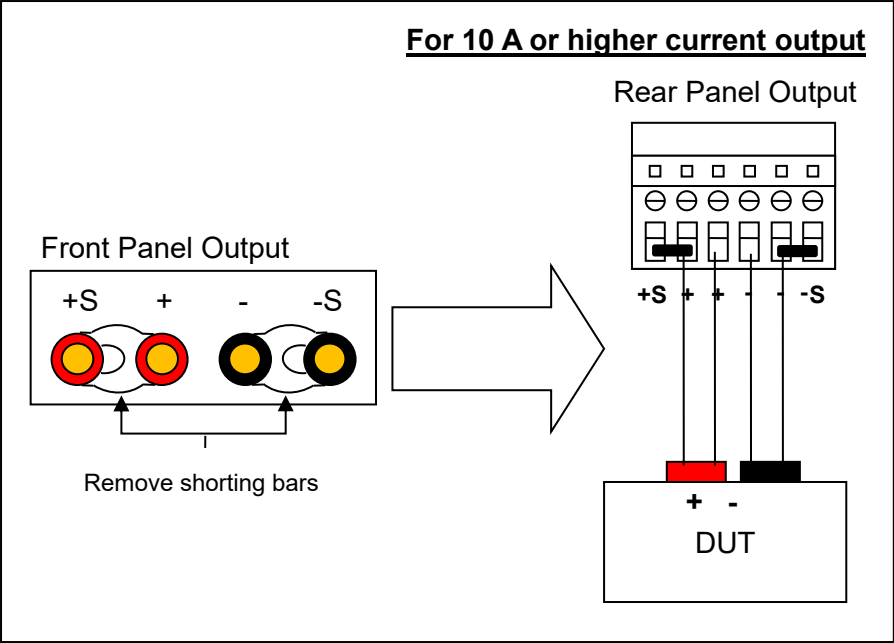 For 10 A or higher current output
Rear Panel Output
Front Panel Output
+S + - -S
+S + + - - -S
Remove shorting bars
+ -
DUT